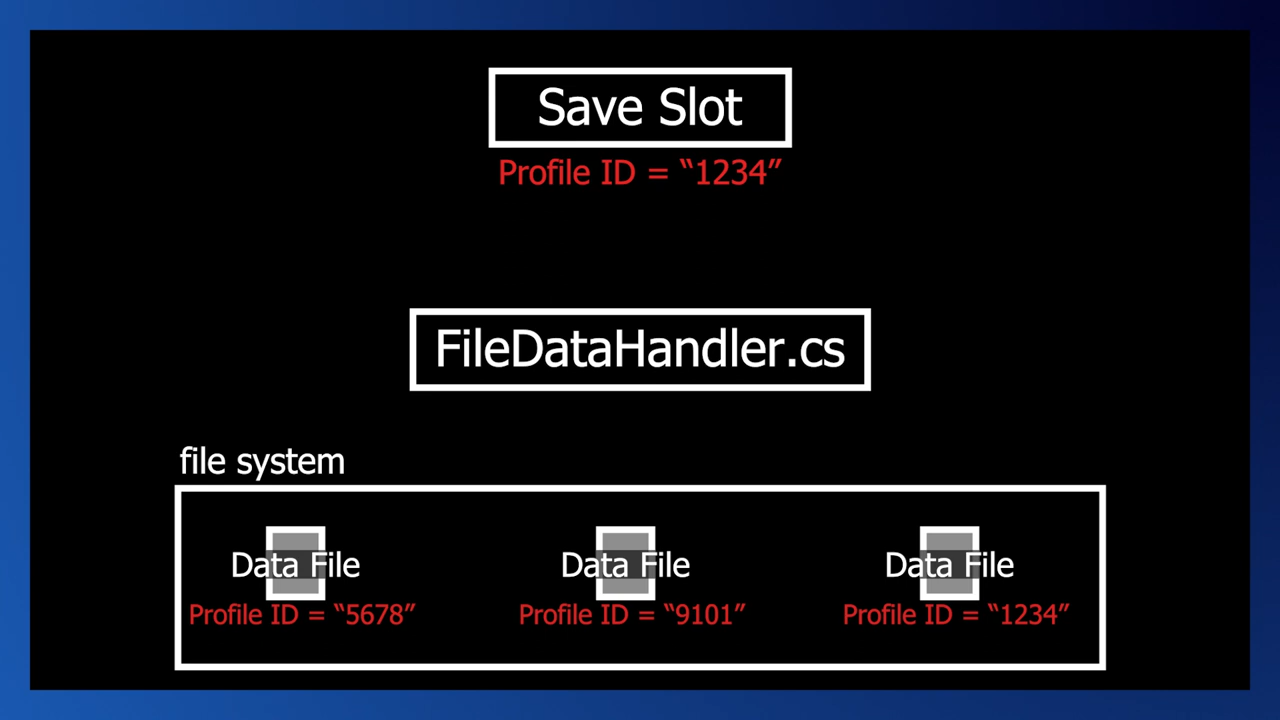 Save Slot
Profile ID = “1234”
FileDataHandler.cs
file system
Data File
Profile ID = “5678”
Data File
Profile ID = “9101”
Data File
Profile ID = “1234”